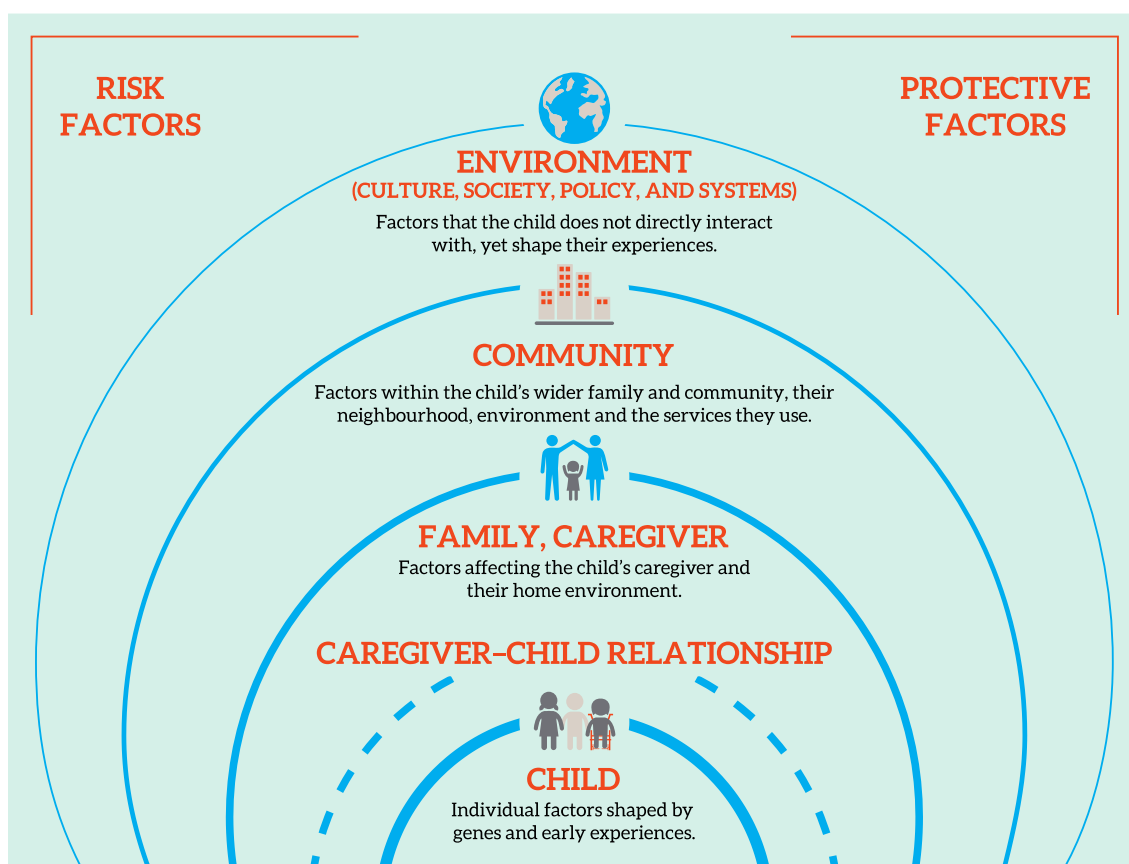 RISK
FACTORS
PROTECTIVE
FACTORS
ENVIRONMENT
(CULTURE, SOCIETY, POLICY, AND SYSTEMS)
Factors that the child does not directly interact
with, yet shape their experiences.
COMMUNITY
Factors within the child’s wider family and community, their
neighbourhood, environment and the services they use.
FAMILY, CAREGIVER
Factors affecting the child’s caregiver and
their home environment.
CAREGIVER–CHILD RELATIONSHIP
CHILD
Individual factors shaped by
genes and early experiences.